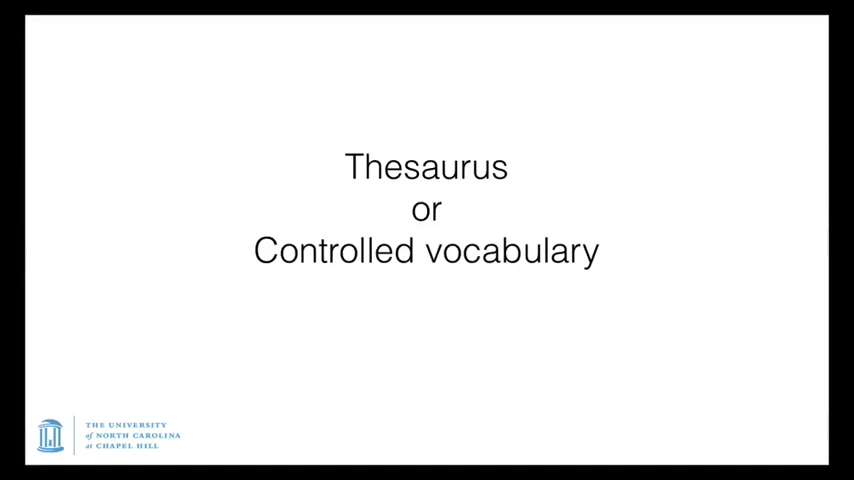 Thesaurus
or
Controlled vocabulary
THE UNIVERSITY
of NORTH CAROLINA
at CHAPEL HILL